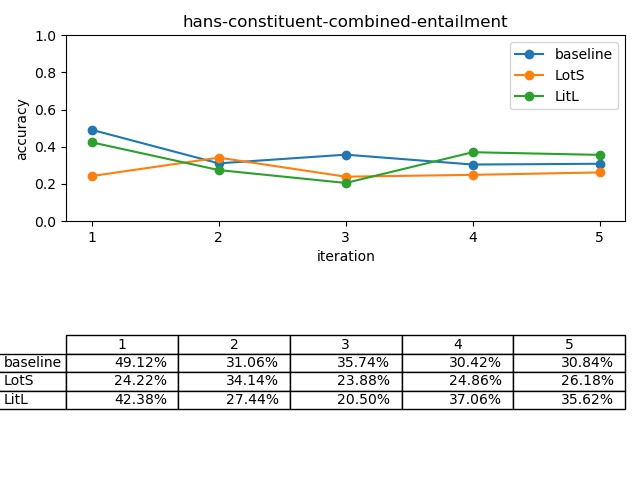 hans-constituent-combined-entailment
1.0
0.8
0.6
0.4
0.2
0.0
accuracy
baseline
LotS
LitL
1 2 3 4 5
iteration
1 2 3 4 5
baseline 49.12% 31.06% 35.74% 30.42% 30.84%
LotS 24.22% 34.14% 23.88% 24.86% 26.18%
LitL 42.38% 27.44% 20.50% 37.06% 35.62%